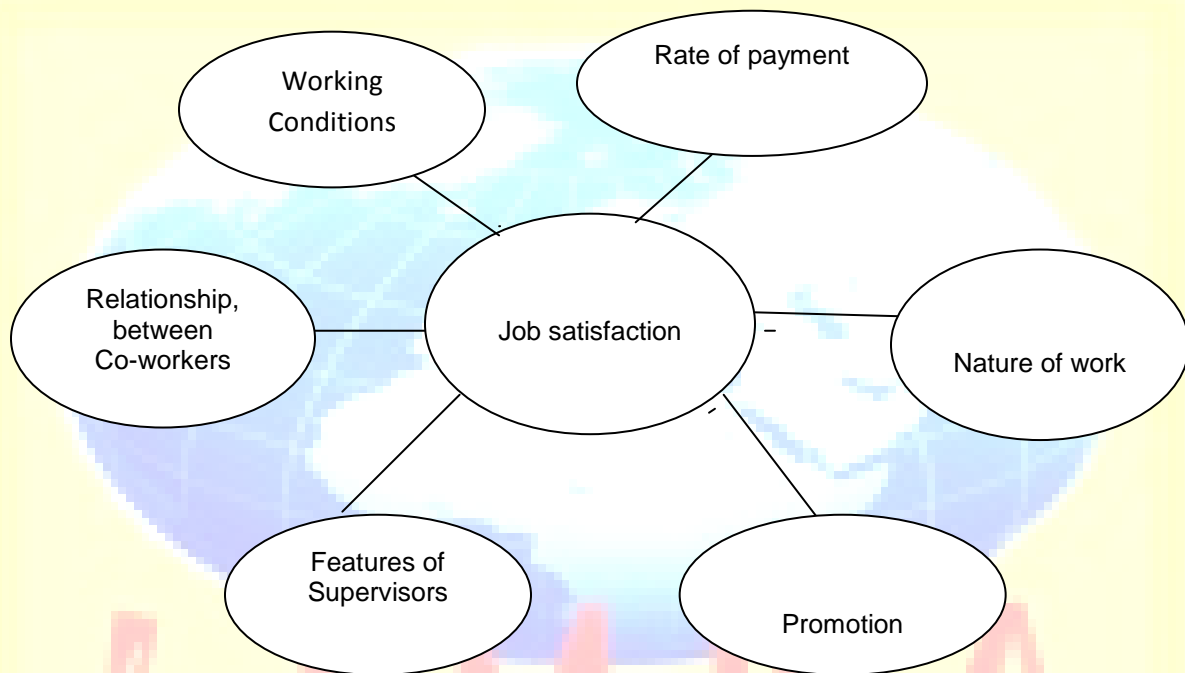 Working
Conditions
Rate of payment
Relationship,
between
Co-workers
Job satisfaction
Nature of work
Features of
Supervisors
Promotion